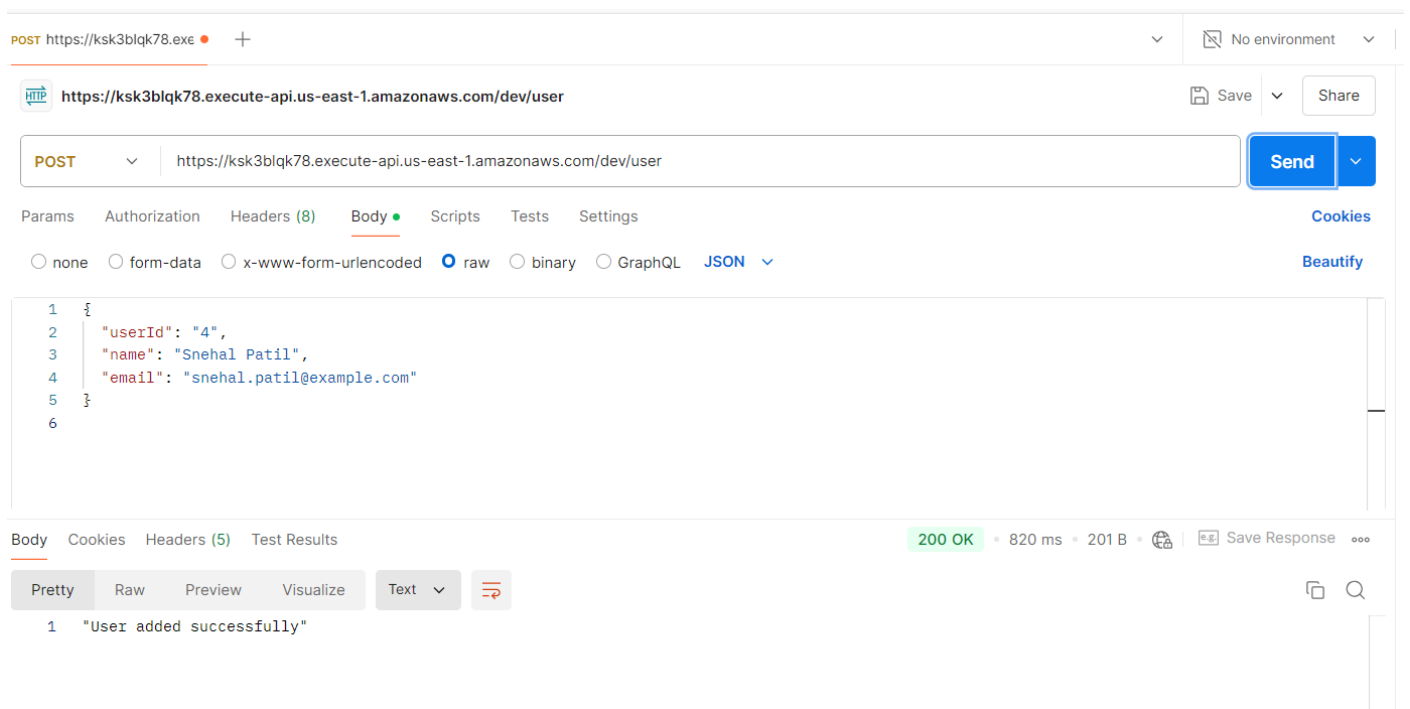 POST https://ksk3blqk78.exe No environment
HTTP https://ksk3blqk78.execute-api.us-east-1.amazonaws.com/dev/user Save Share
POST https://ksk3blqk78.execute-api.us-east-1.amazonaws.com/dev/user Send
Params Authorization Headers (8) Body Scripts Tests Settings Cookies
none form-data x-www-form-urlencoded raw binary GraphQL JSON Beautify
1 {
2 "userId": "4",
3 "name": "Snehal Patil",
4 "email": "snehal.patil@example.com"
5 }
6
Body Cookies Headers (5) Test Results 200 OK 820 ms 201 B e.g. Save Response
Pretty Raw Preview Visualize Text
1 "User added successfully"